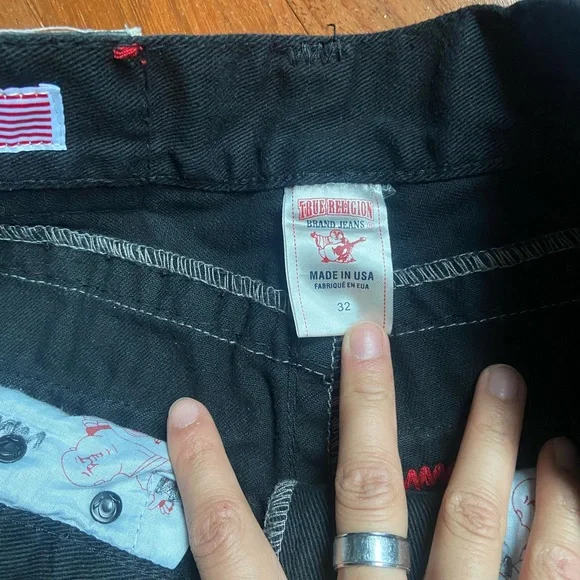 TRUE RELIGION
BRAND JEANS
MADE IN USA
FABRIQUÉ EN EUA
32